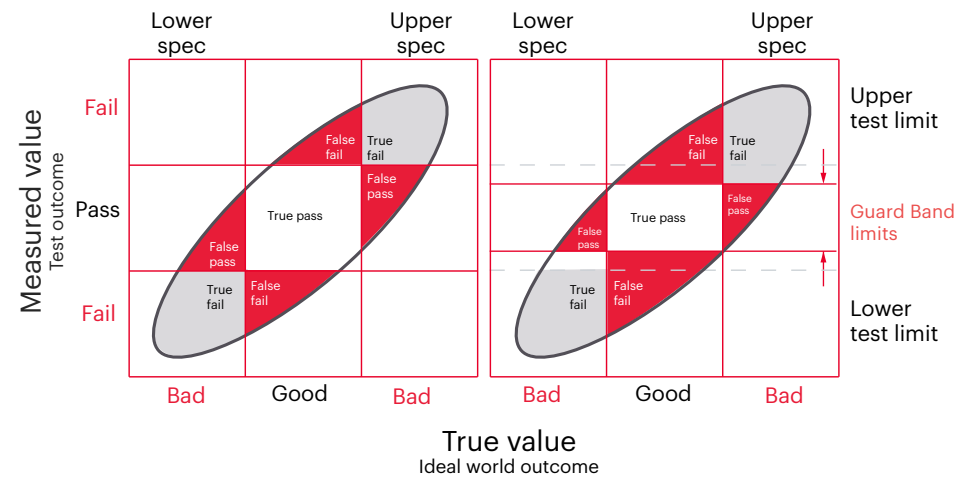 Lower
spec
Upper
spec
Lower
spec
Upper
spec
Measured value
Test outcome
Fail
Pass
Fail
False
fail
True
fail
False
pass
True pass
False
pass
True
fail
False
fail
False
fail
True
fail
False
pass
True pass
False
pass
True
fail
False
fail
Upper
test limit
Guard Band
limits
Lower
test limit
Bad
Good
Bad
Bad
Good
Bad
True value
Ideal world outcome